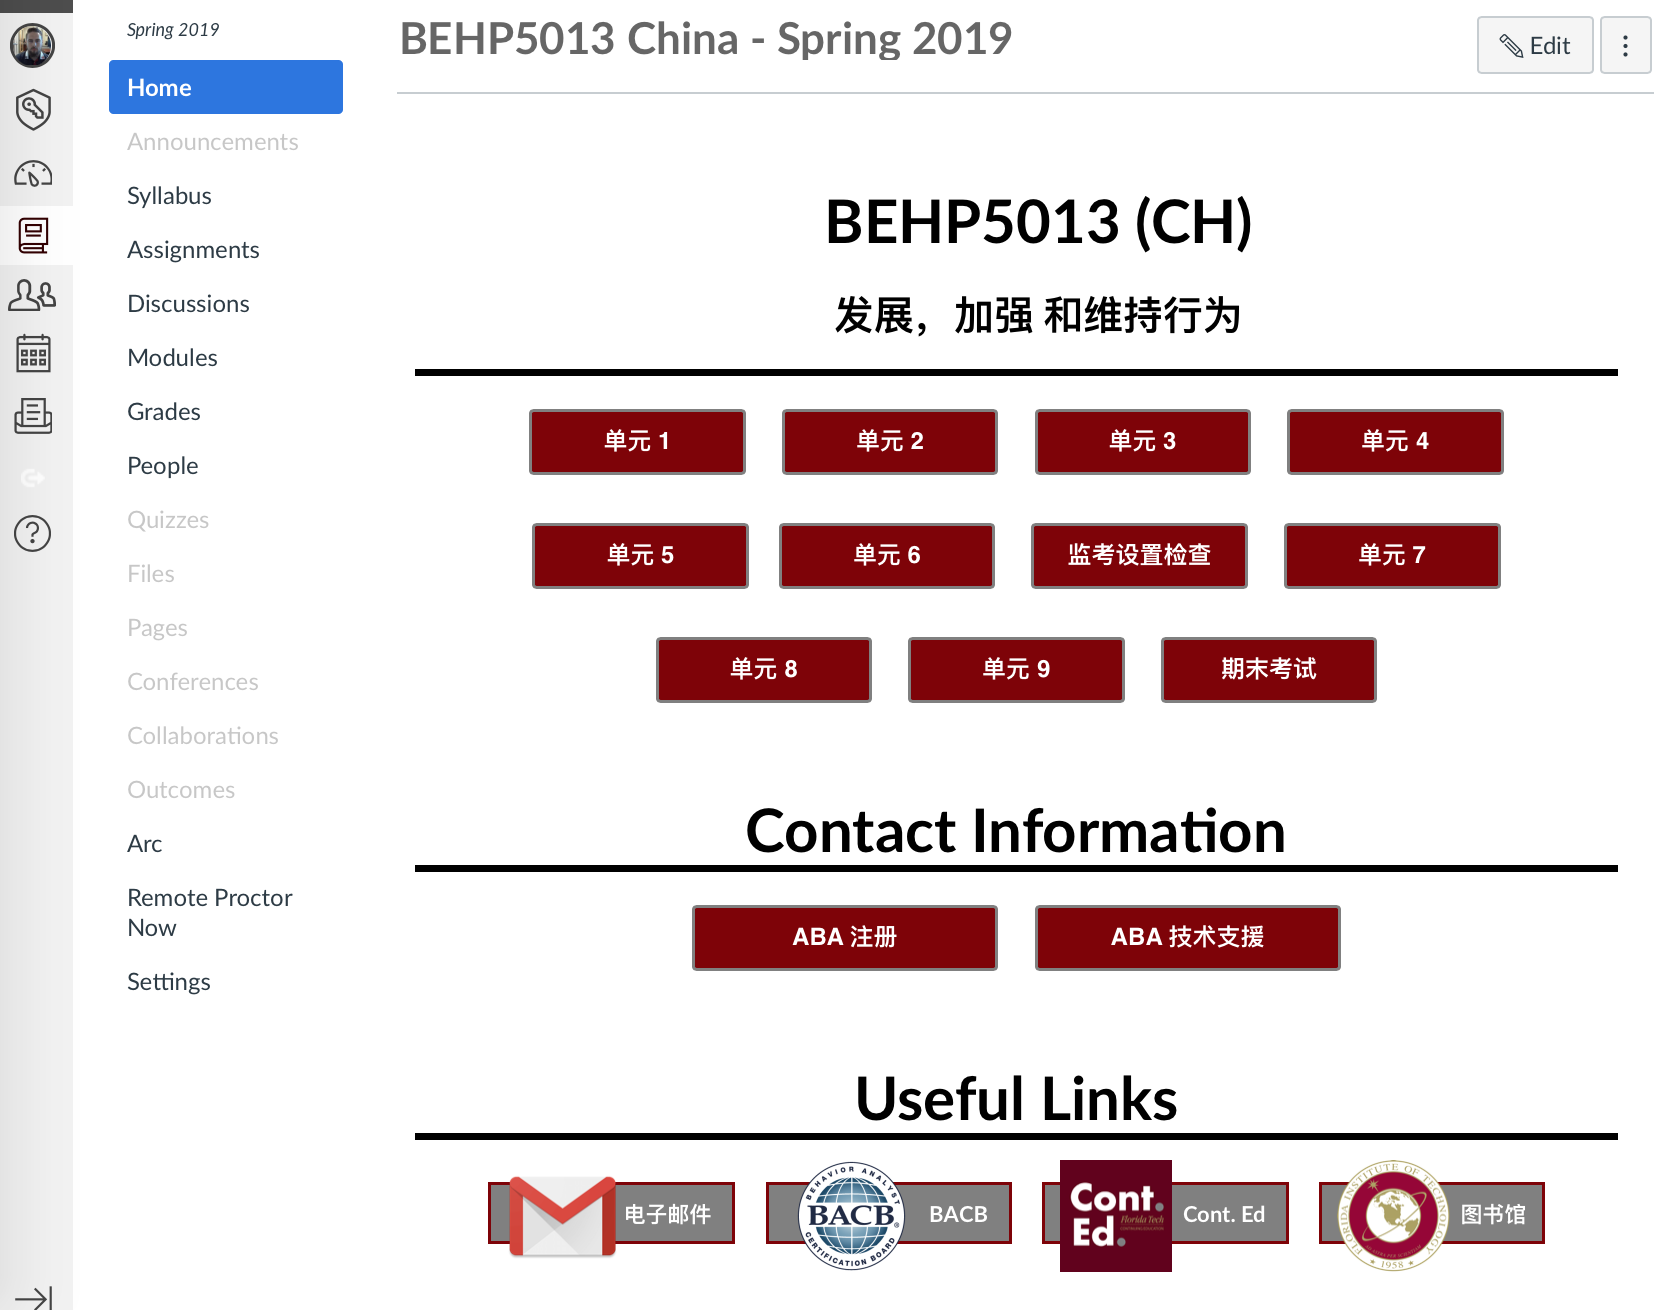 Spring 2019
Home
Announcements
Syllabus
Assignments
Discussions
Modules
Grades
People
Quizzes
Files
Pages
Conferences
Collaborations
Outcomes
Arc
Remote Proctor
Now
Settings
BEHP5013 China - Spring 2019
Edit
BEHP5013 (CH)
发展，加强 和维持行为
单元 1
单元 2
单元 3
单元 4
单元 5
单元 6
监考设置检查
单元 7
单元 8
单元 9
期末考试
Contact Information
ABA 注册
ABA 技术支援
Useful Links
电子邮件
BEHAVIOR ANALYST
BACB®
CERTIFICATION BOARD
BACB
Cont.
Ed.
Florida Tech
Cont. Ed
FLORIDA INSTITUTE OF TECHNOLOGY
1958
图书馆